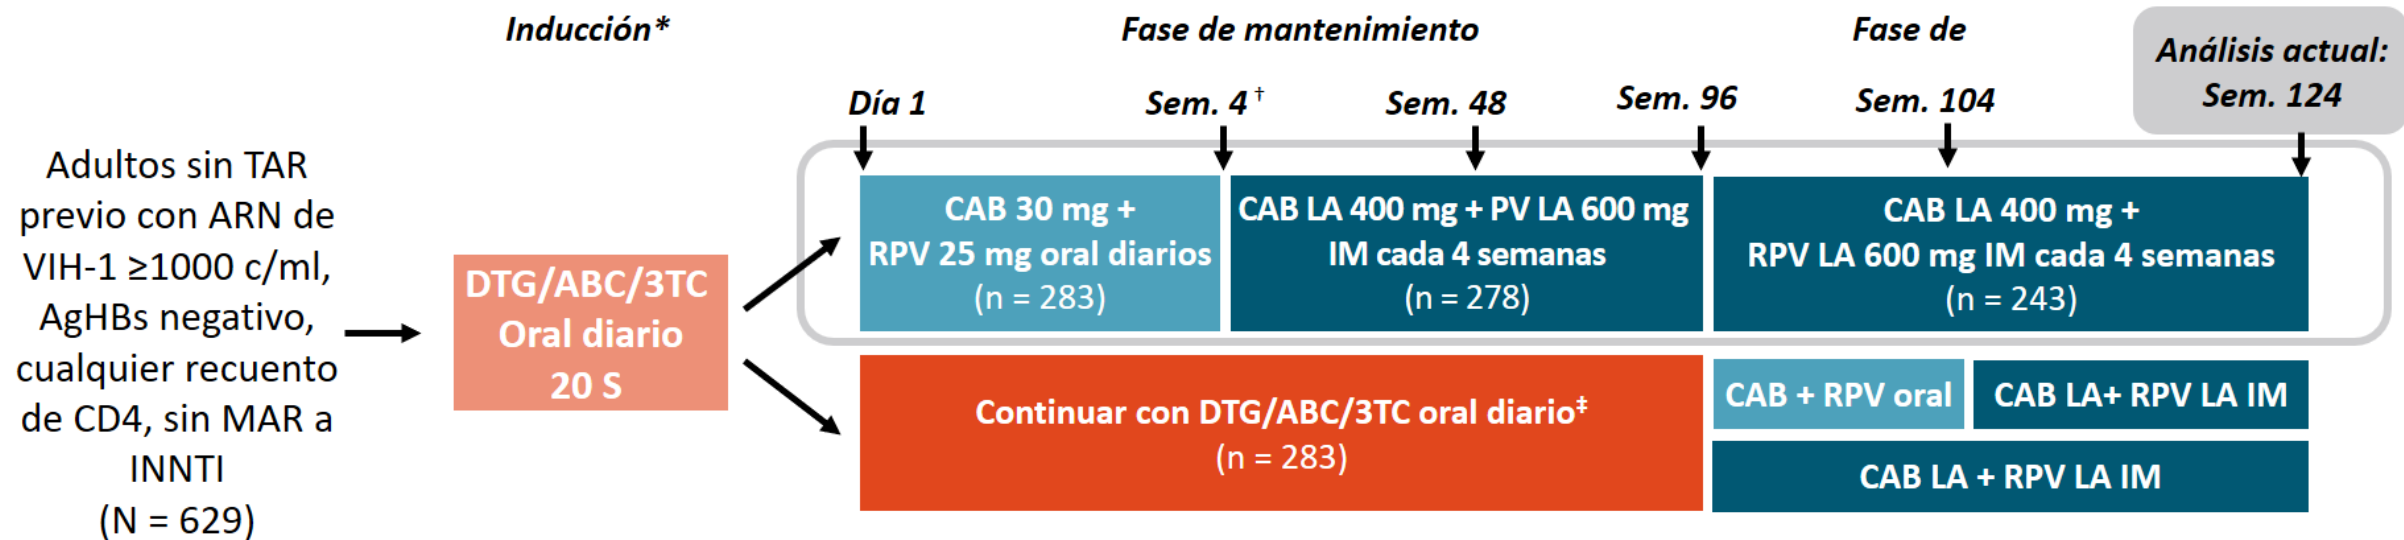 Inducción*
Fase de mantenimiento
Fase de
Análisis actual:
Sem. 124
Día 1
Sem. 4 †
Sem. 48
Sem. 96
Sem. 104
Adultos sin TAR
previo con ARN de
VIH-1 ≥1000 c/ml,
AgHBs negativo,
cualquier recuento
de CD4, sin MAR a
INNTI
(N = 629)
DTG/ABC/3TC
Oral diario
20 S
CAB 30 mg +
RPV 25 mg oral diarios
(n = 283)
CAB LA 400 mg + PV LA 600 mg
IM cada 4 semanas
(n = 278)
CAB LA 400 mg +
RPV LA 600 mg IM cada 4 semanas
(n = 243)
Continuar con DTG/ABC/3TC oral diario‡
(n = 283)
CAB + RPV oral
CAB LA+ RPV LA IM
CAB LA + RPV LA IM